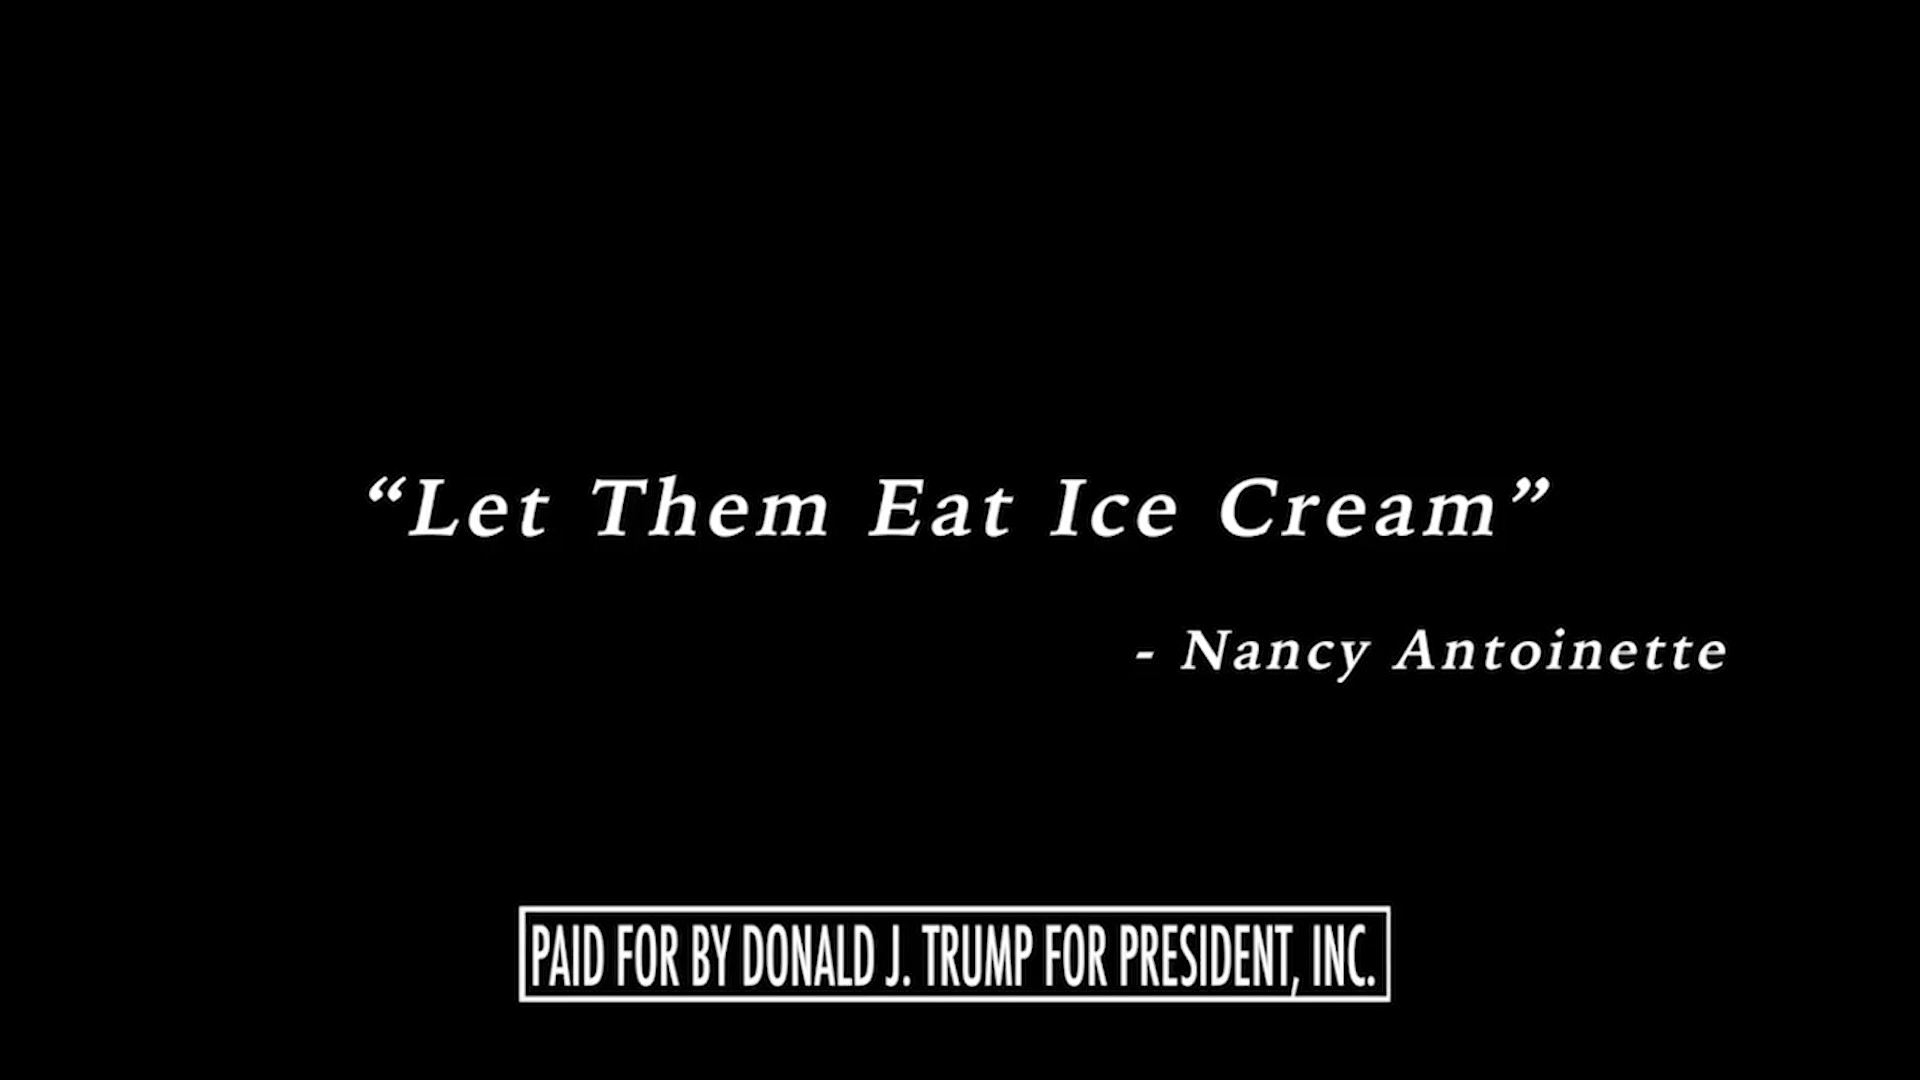 “Let Them Eat Ice Cream”
- Nancy Antoinette
PAID FOR BY DONALD J. TRUMP FOR PRESIDENT, INC.